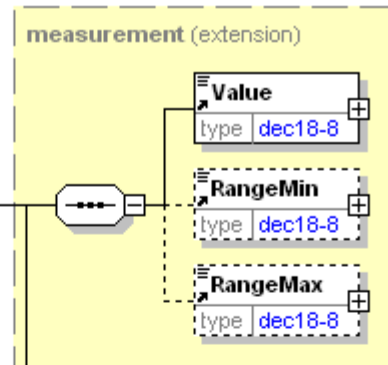 measurement (extension)
Value
type dec18-8
RangeMin
type dec18-8
RangeMax
type dec18-8